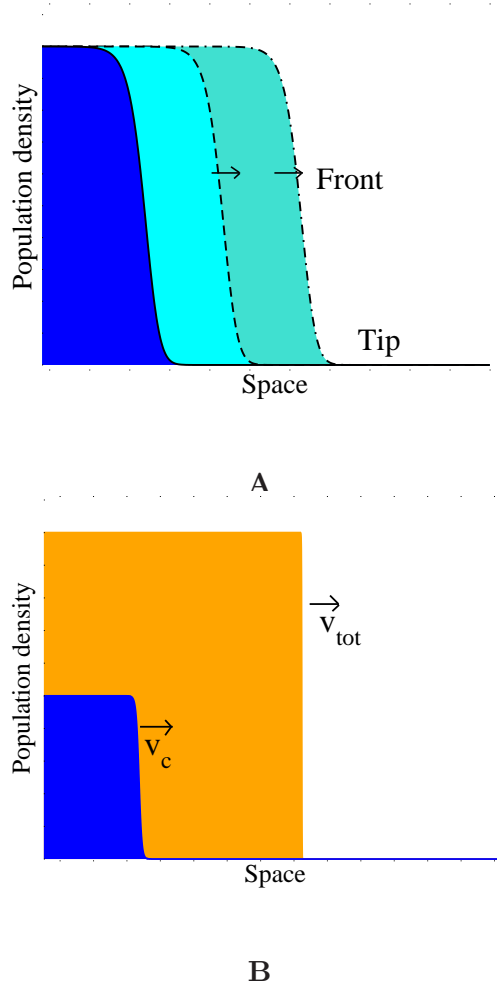 Population density
Front
Tip
Space
A
Population density
v_tot
v_c
Space
B